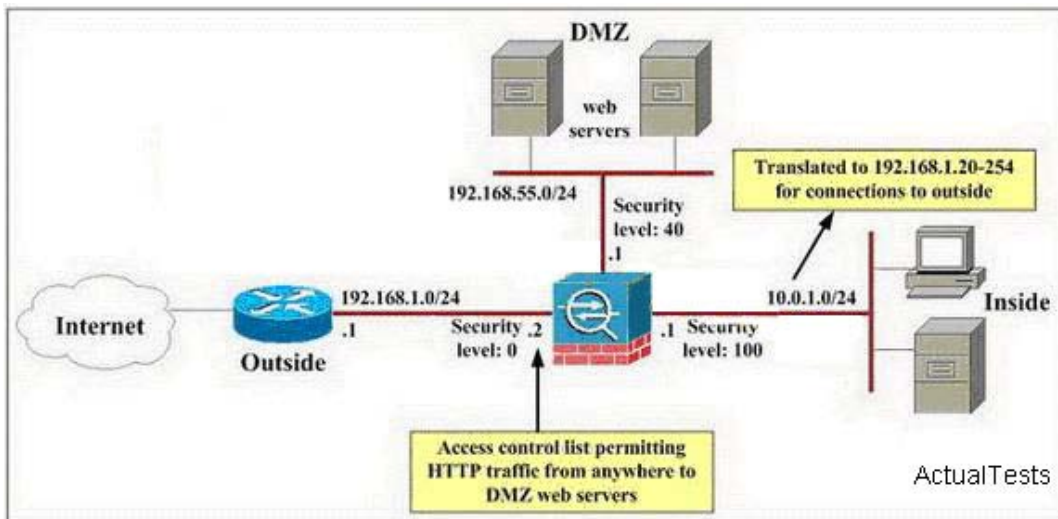 DMZ
web
servers
Translated to 192.168.1.20-254
for connections to outside
192.168.55.0/24
Security
level: 40
.1
192.168.1.0/24
10.0.1.0/24
Internet
Inside
.1
Security
level: 0
.2
.1
Security
level: 100
Outside
Access control list permitting
HTTP traffic from anywhere to
DMZ web servers
ActualTests